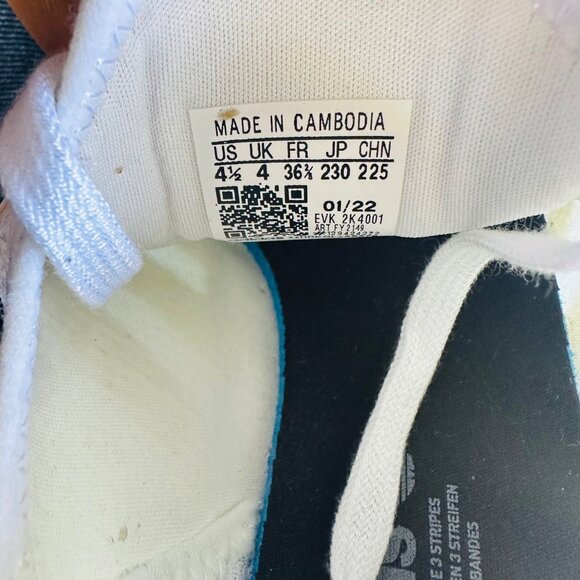 MADE IN CAMBODIA
US UK FR JP CHN
4½ 4 36⅔ 230 225
01/22
EVK 2K4001
ART FY2149
3 STRIPES
3 STREIFEN
BANDES